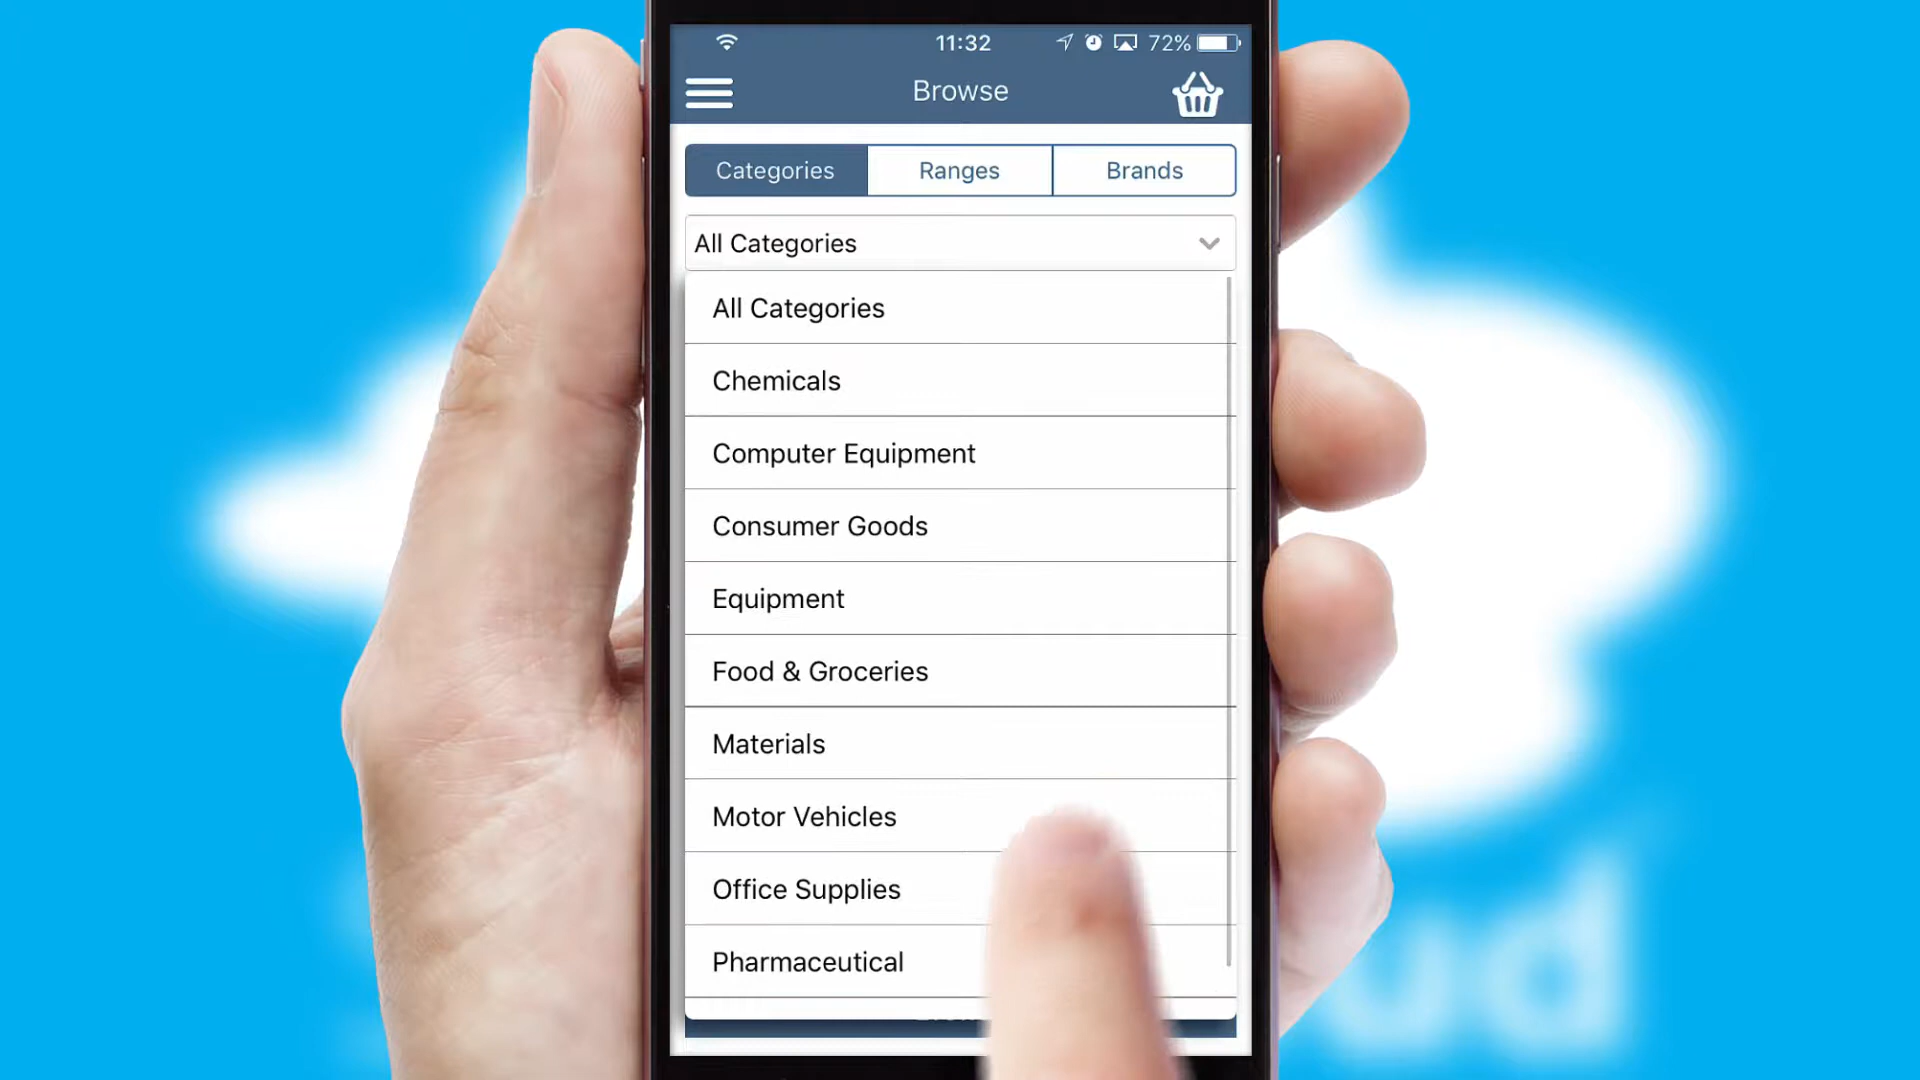 11:32
72%
Browse
Categories
Ranges
Brands
All Categories
All Categories
Chemicals
Computer Equipment
Consumer Goods
Equipment
Food & Groceries
Materials
Motor Vehicles
Office Supplies
Pharmaceutical